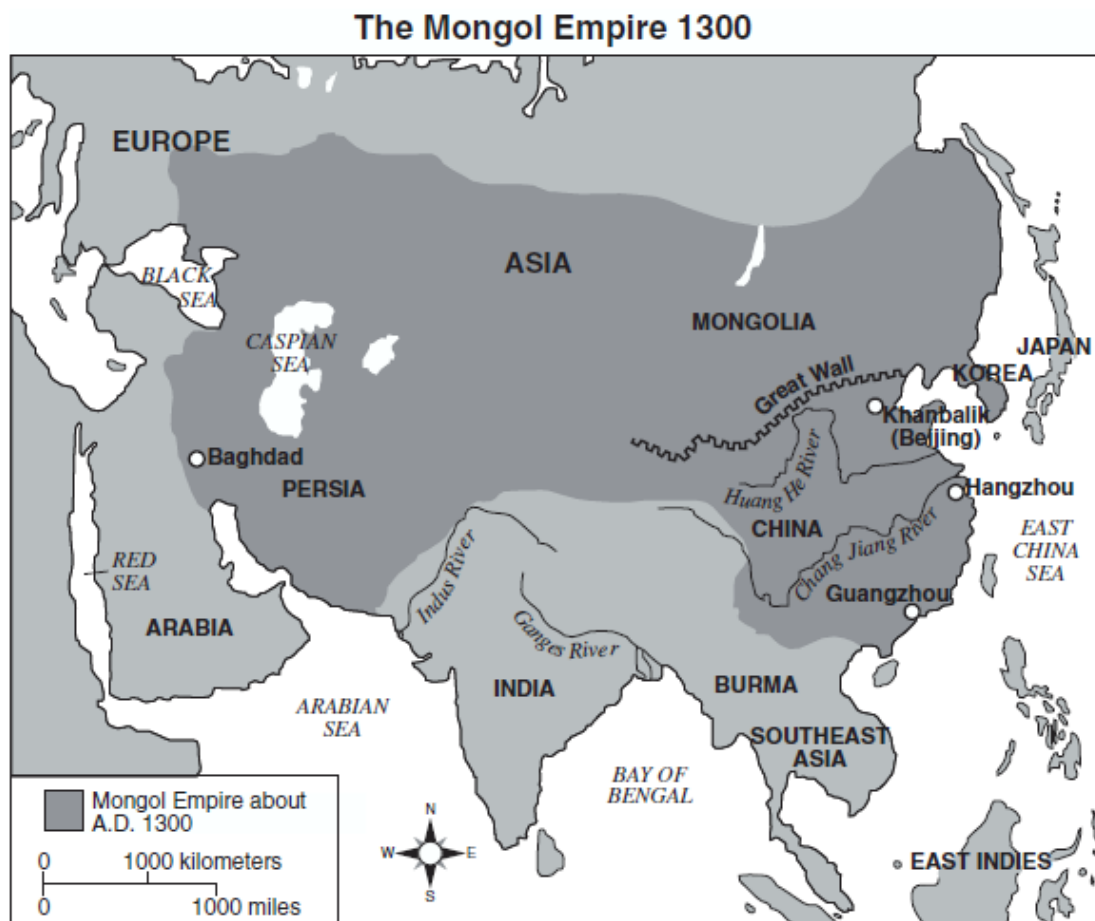 The Mongol Empire 1300
EUROPE
ASIA
BLACK
SEA
CASPIAN
SEA
MONGOLIA
JAPAN
KOREA
Great Wall
Khanbalik
(Beijing)
Baghdad
PERSIA
Huang He River
Hangzhou
CHINA
Chang Jiang River
EAST
CHINA
SEA
RED
SEA
Indus River
Guangzhou
ARABIA
Ganges River
INDIA
BURMA
ARABIAN
SEA
SOUTHEAST
ASIA
BAY OF
BENGAL
Mongol Empire about
A.D. 1300
0 1000 kilometers
0 1000 miles
N
W E
S
EAST INDIES